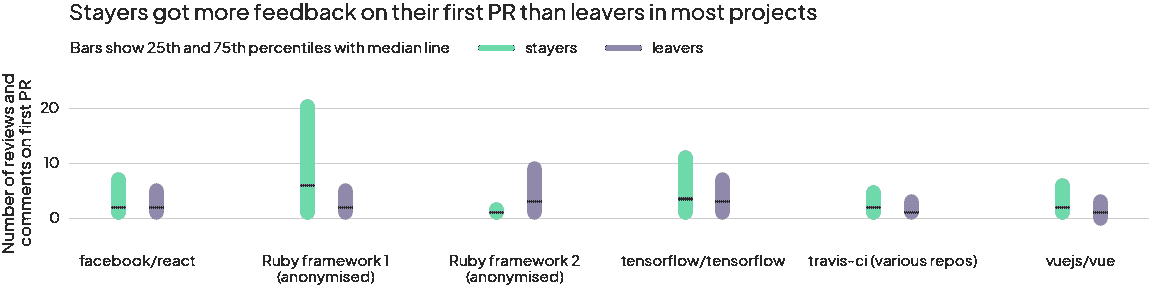 Stayers got more feedback on their first PR than leavers in most projects
Bars show 25th and 75th percentiles with median line
stayers
leavers
Number of reviews and
comments on first PR
20
10
0
facebook/react
Ruby framework 1
(anonymised)
Ruby framework 2
(anonymised)
tensorflow/tensorflow
travis-ci (various repos)
vuejs/vue